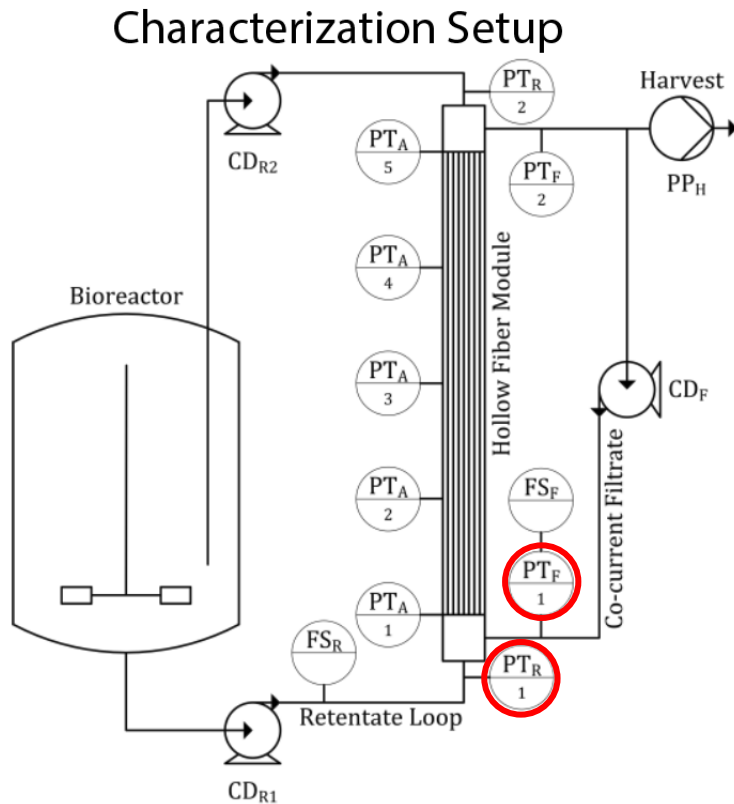 Characterization Setup
PT_R
2
Harvest
PP_H
CD_R2
PT_A
5
PT_F
2
PT_A
4
Bioreactor
Hollow Fiber Module
PT_A
3
CD_F
PT_A
2
FS_F
Co-current Filtrate
PT_F
1
PT_A
1
FS_R
PT_R
1
Retentate Loop
CD_R1